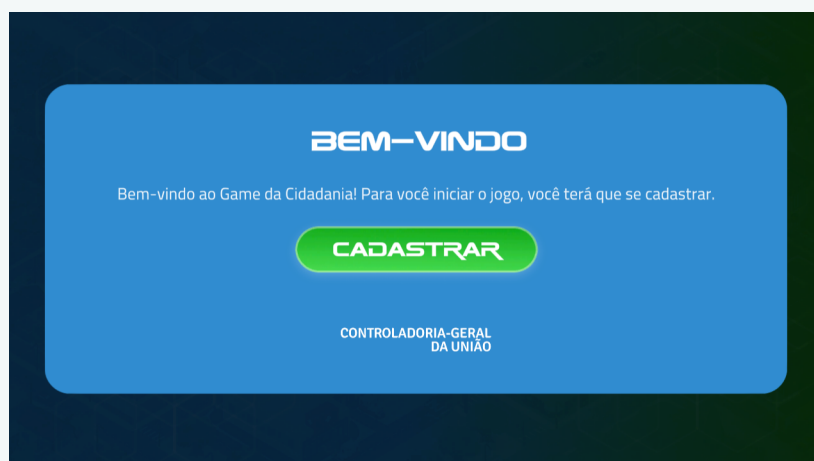 BEM-VINDO
Bem-vindo ao Game da Cidadania! Para você iniciar o jogo, você terá que se cadastrar.
CADASTRAR
CONTROLADORIA-GERAL
DA UNIÃO